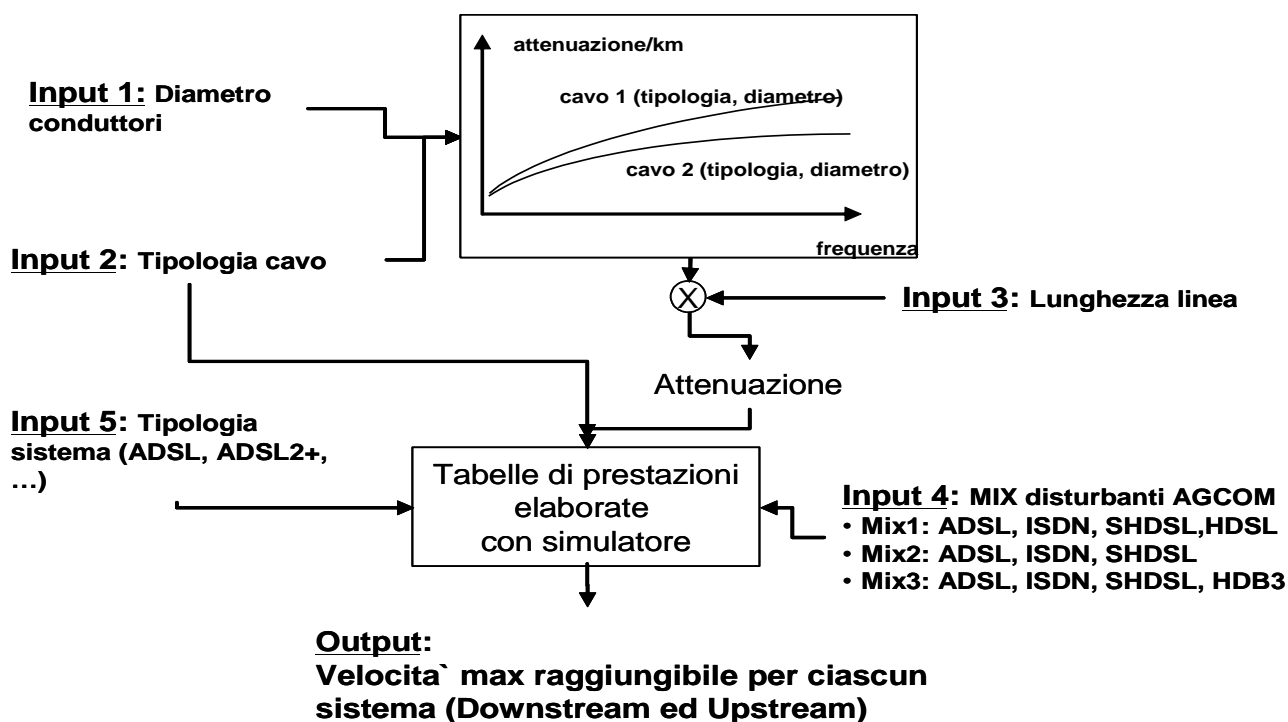 attenuazione/km
cavo 1 (tipologia, diametro)
cavo 2 (tipologia, diametro)
frequenza
Input 1: Diametro
conduttori
Input 2: Tipologia cavo
X
Input 3: Lunghezza linea
Attenuazione
Input 5: Tipologia
sistema (ADSL, ADSL2+,
…)
Tabelle di prestazioni
elaborate
con simulatore
Input 4: MIX disturbanti AGCOM
• Mix1: ADSL, ISDN, SHDSL,HDSL
• Mix2: ADSL, ISDN, SHDSL
• Mix3: ADSL, ISDN, SHDSL, HDB3
Output:
Velocita` max raggiungibile per ciascun
sistema (Downstream ed Upstream)